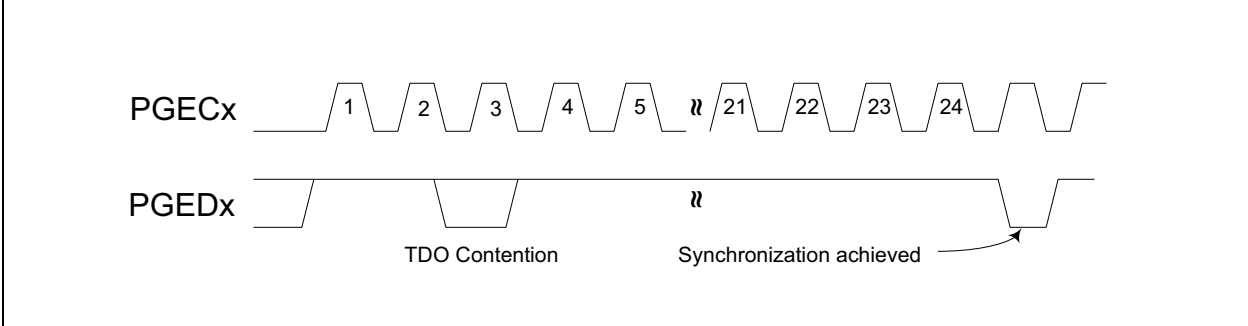 PGECx 1 2 3 4 5 ≈ 21 22 23 24
PGEDx ≈
TDO Contention Synchronization achieved